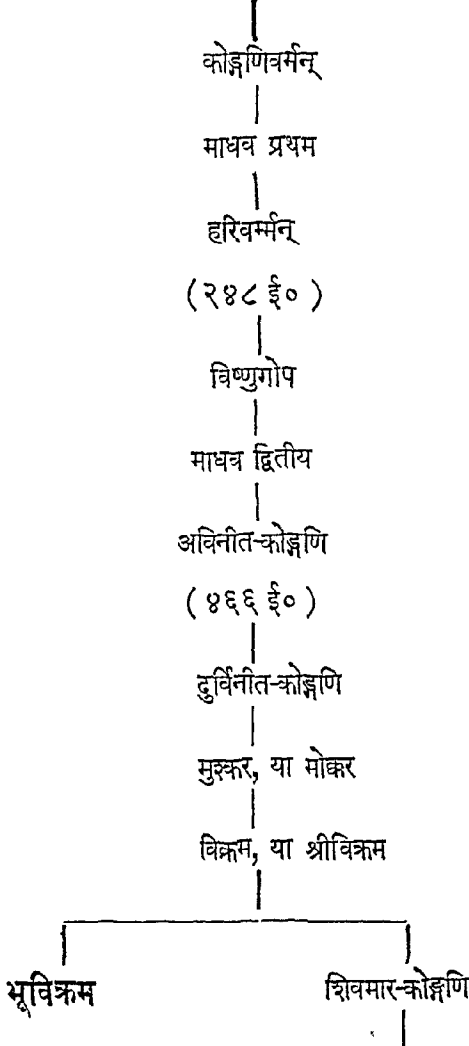 कोङ्गणिवर्मन्
माधव प्रथम
हरिवर्म्मन्
( २४८ ई० )
विष्णुगोप
माधव द्वितीय
अविनीत-कोङ्गणि
( ४६६ ई० )
दुर्विनीत-कोङ्गणि
मुश्कर, या मोक्कर
विक्रम, या श्रीविक्रम
भूविक्रम शिवमार-कोङ्गणि